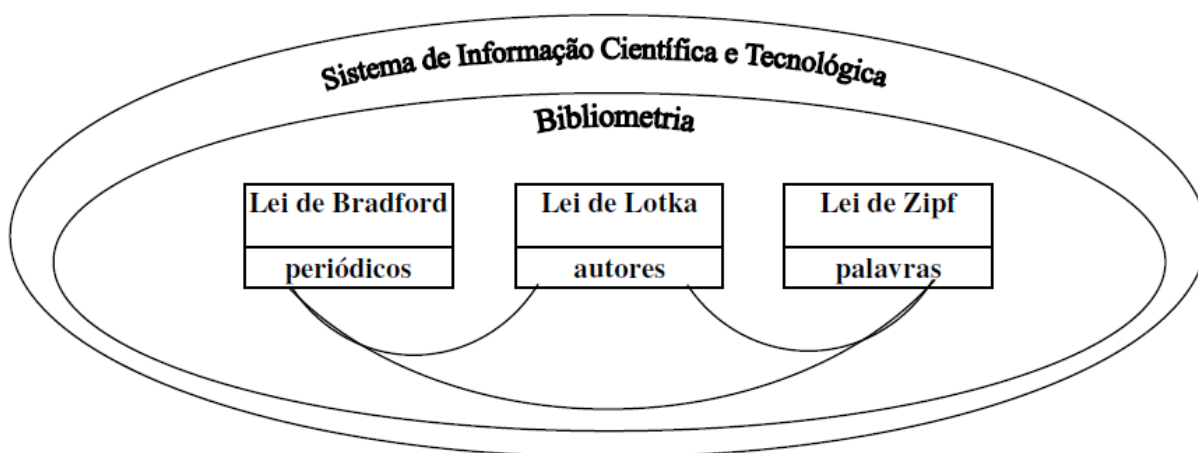 Sistema de Informação Científica e Tecnológica
Bibliometria
Lei de Bradford
periódicos
Lei de Lotka
autores
Lei de Zipf
palavras